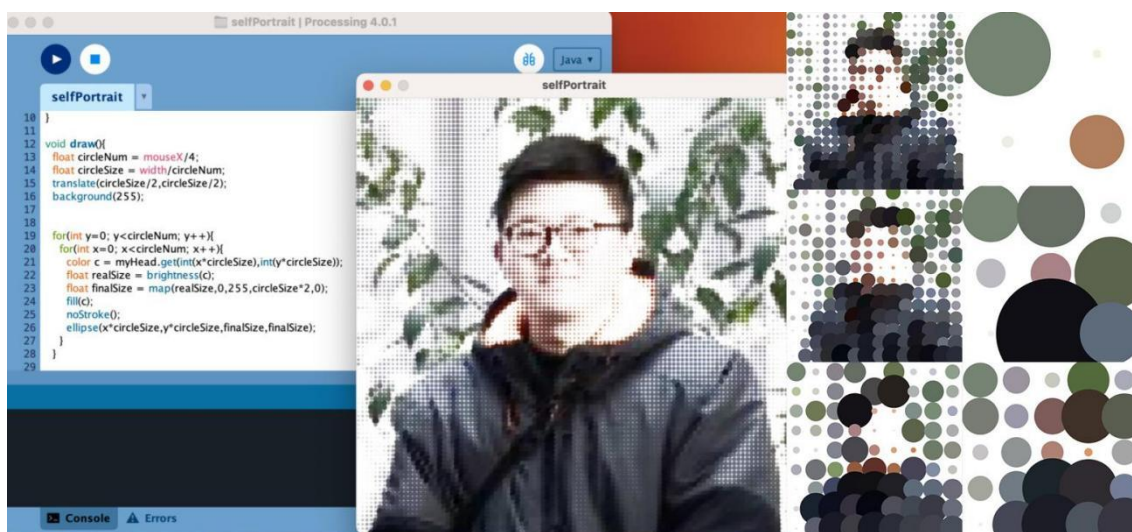 selfPortrait | Processing 4.0.1
Java ▾
selfPortrait ▾
10 }
11
12 void draw(){
13 float circleNum = mouseX/4;
14 float circleSize = width/circleNum;
15 translate(circleSize/2,circleSize/2);
16 background(255);
17
18
19 for(int y=0; y<circleNum; y++){
20 for(int x=0; x<circleNum; x++){
21 color c = myHead.get(int(x*circleSize),int(y*circleSize));
22 float realSize = brightness(c);
23 float finalSize = map(realSize,0,255,circleSize*2,0);
24 fill(c);
25 noStroke();
26 ellipse(x*circleSize,y*circleSize,finalSize,finalSize);
27 }
28 }
29
Console Errors
selfPortrait